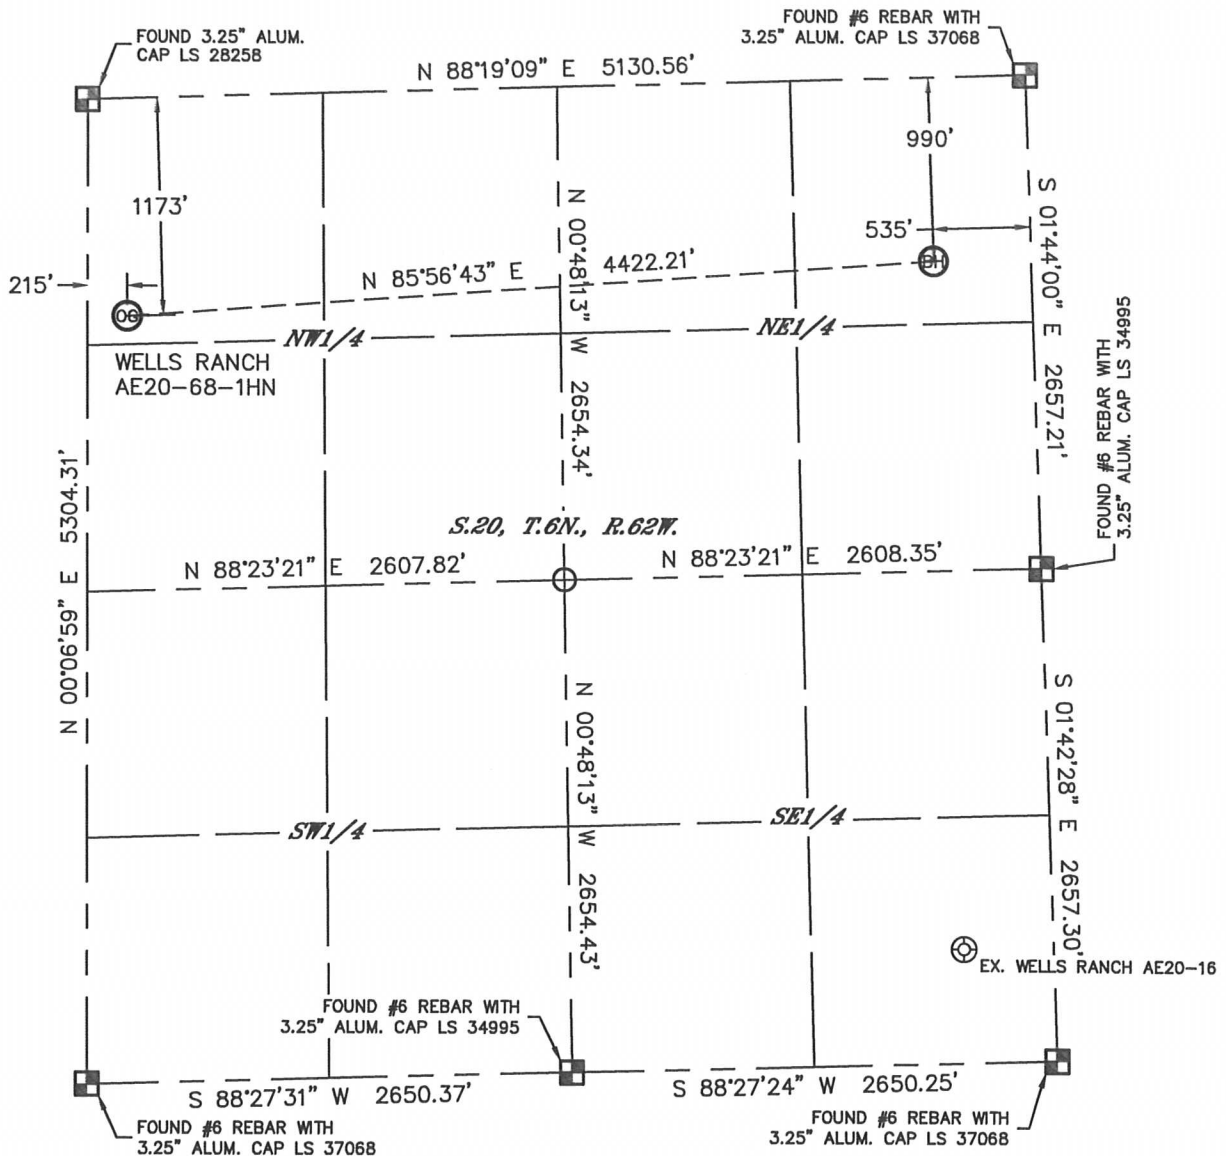 FOUND 3.25" ALUM.
CAP LS 28258
FOUND #6 REBAR WITH
3.25" ALUM. CAP LS 37068
N 88°19'09" E 5130.56'
990'
1173'
535'
215'
N 85°56'43" E 4422.21'
OG
BH
N 00°48'13" W 2654.34'
S 01°44'00" E 2657.21'
NW1/4
NE1/4
WELLS RANCH
AE20-68-1HN
FOUND #6 REBAR WITH
3.25" ALUM. CAP LS 34995
N 00°06'59" E 5304.31'
S.20, T.6N., R.62W.
N 88°23'21" E 2607.82'
N 88°23'21" E 2608.35'
N 00°48'13" W 2654.43'
S 01°42'28" E 2657.30'
SW1/4
SE1/4
EX. WELLS RANCH AE20-16
FOUND #6 REBAR WITH
3.25" ALUM. CAP LS 34995
S 88°27'31" W 2650.37'
S 88°27'24" W 2650.25'
FOUND #6 REBAR WITH
3.25" ALUM. CAP LS 37068
FOUND #6 REBAR WITH
3.25" ALUM. CAP LS 37068